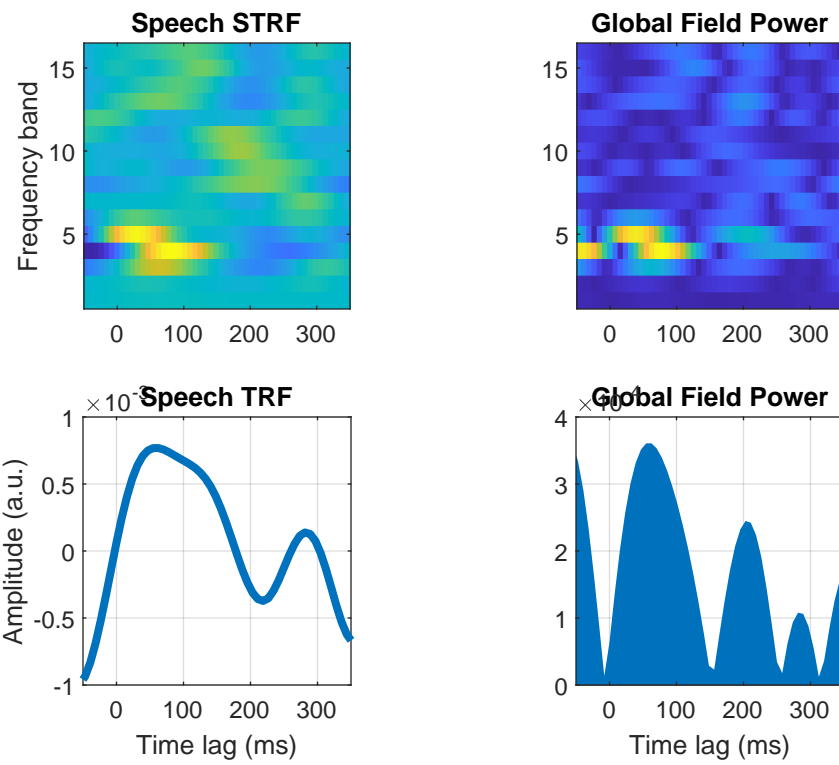 Speech STRF
Frequency band
15
10
5
0 100 200 300
Global Field Power
15
10
5
0 100 200 300
×10⁻³
Speech TRF
Amplitude (a.u.)
1
0.5
0
-0.5
-1
0 100 200 300
Time lag (ms)
×10⁻⁴
Global Field Power
4
3
2
1
0
0 100 200 300
Time lag (ms)